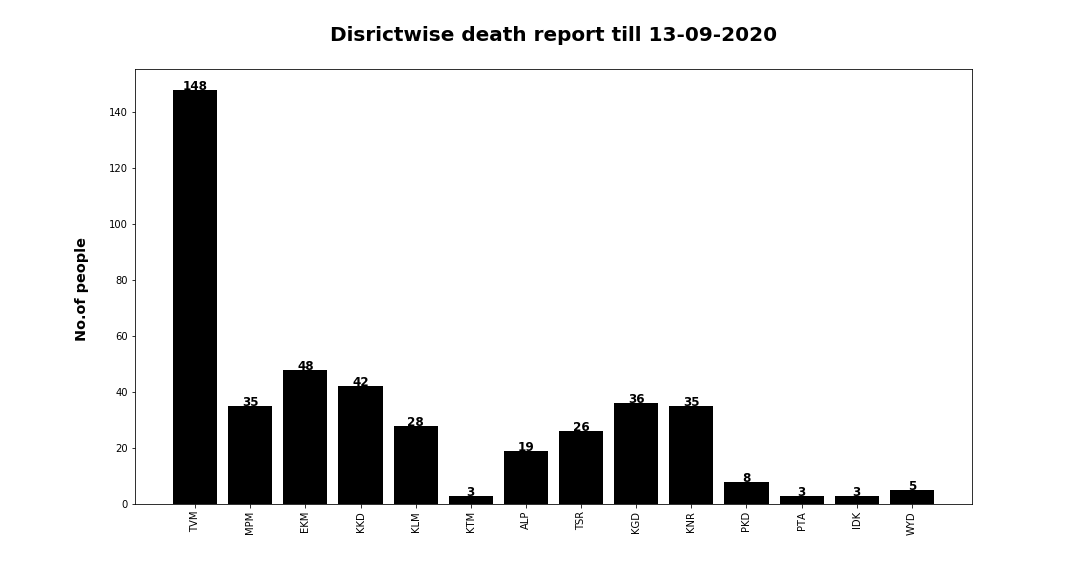 Disrictwise death report till 13-09-2020
No.of people
140
120
100
80
60
40
20
0
148
35
48
42
28
3
19
26
36
35
8
3
3
5
TVM
MPM
EKM
KKD
KLM
KTM
ALP
TSR
KGD
KNR
PKD
PTA
IDK
WYD